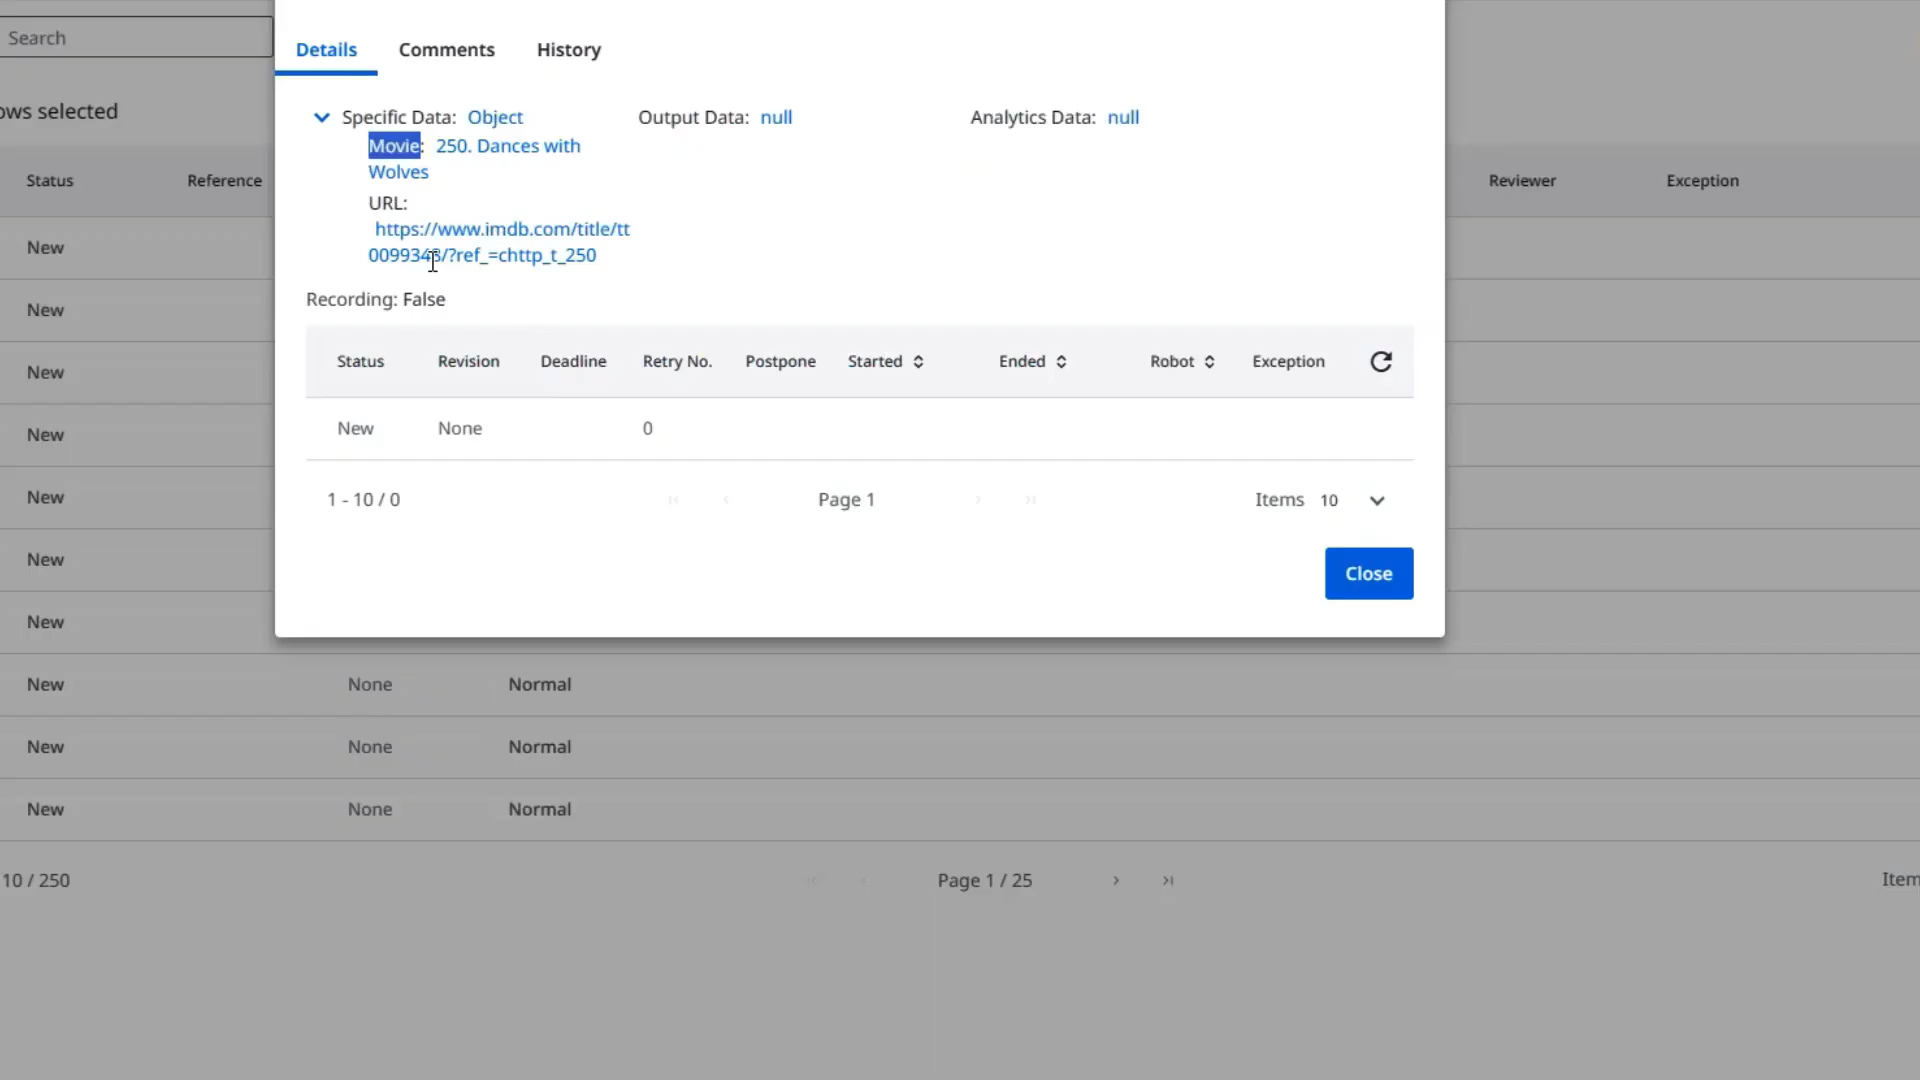 Search
Details Comments History
ows selected
Specific Data: Object Output Data: null Analytics Data: null
Movie: 250. Dances with
Wolves
Status Reference Reviewer Exception
URL:
https://www.imdb.com/title/tt
0099348/?ref_=chttp_t_250
New
Recording: False
New
Status Revision Deadline Retry No. Postpone Started Ended Robot Exception
New
New None 0
New
1 - 10 / 0 Page 1 Items 10
New
New
Close
New
New None Normal
New None Normal
New None Normal
10 / 250 Page 1 / 25 Item